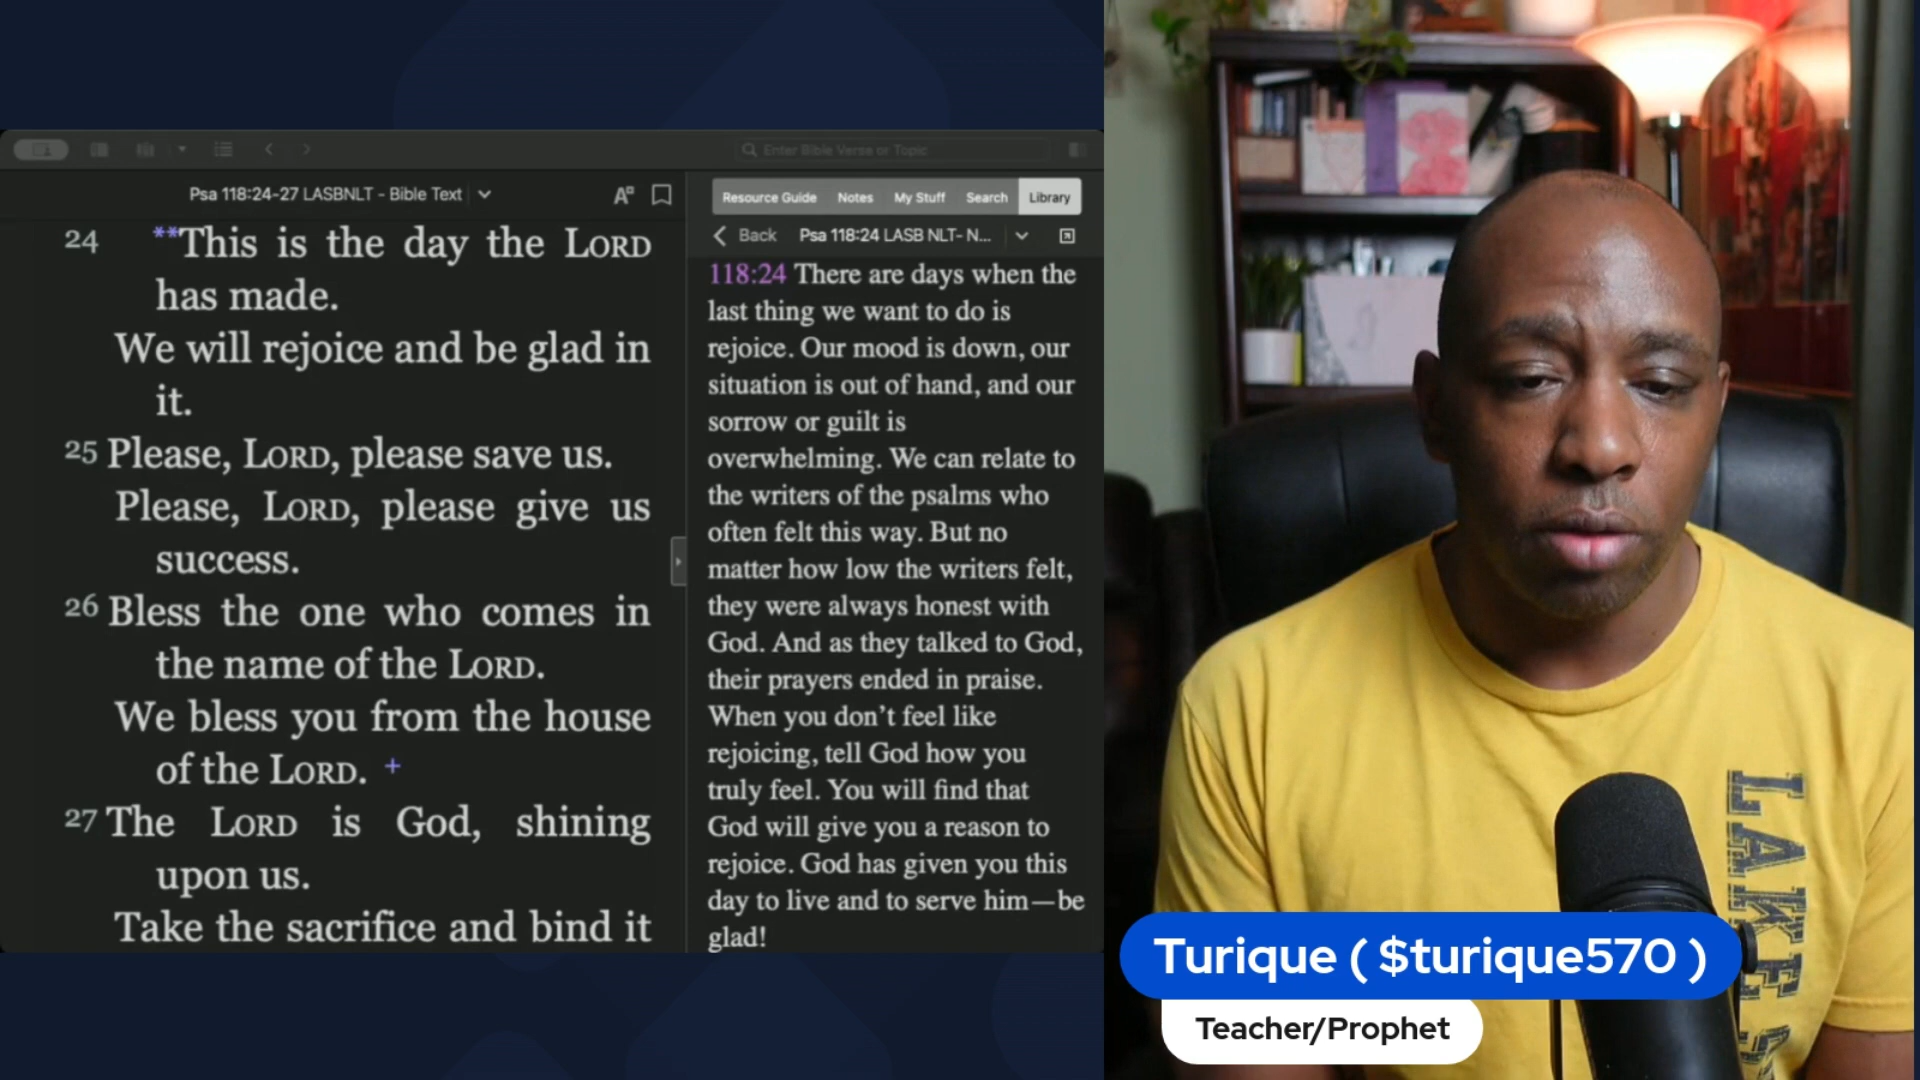 Enter Bible Verse or Topic
Psa 118:24-27 LASBNLT - Bible Text
24 **This is the day the LORD
has made.
We will rejoice and be glad in
it.
25 Please, LORD, please save us.
Please, LORD, please give us
success.
26 Bless the one who comes in
the name of the LORD.
We bless you from the house
of the LORD. +
27 The LORD is God, shining
upon us.
Take the sacrifice and bind it
Resource Guide Notes My Stuff Search Library
Back Psa 118:24 LASB NLT- N...
118:24 There are days when the
last thing we want to do is
rejoice. Our mood is down, our
situation is out of hand, and our
sorrow or guilt is
overwhelming. We can relate to
the writers of the psalms who
often felt this way. But no
matter how low the writers felt,
they were always honest with
God. And as they talked to God,
their prayers ended in praise.
When you don’t feel like
rejoicing, tell God how you
truly feel. You will find that
God will give you a reason to
rejoice. God has given you this
day to live and to serve him—be
glad!
Turique ( $turique570 )
Teacher/Prophet